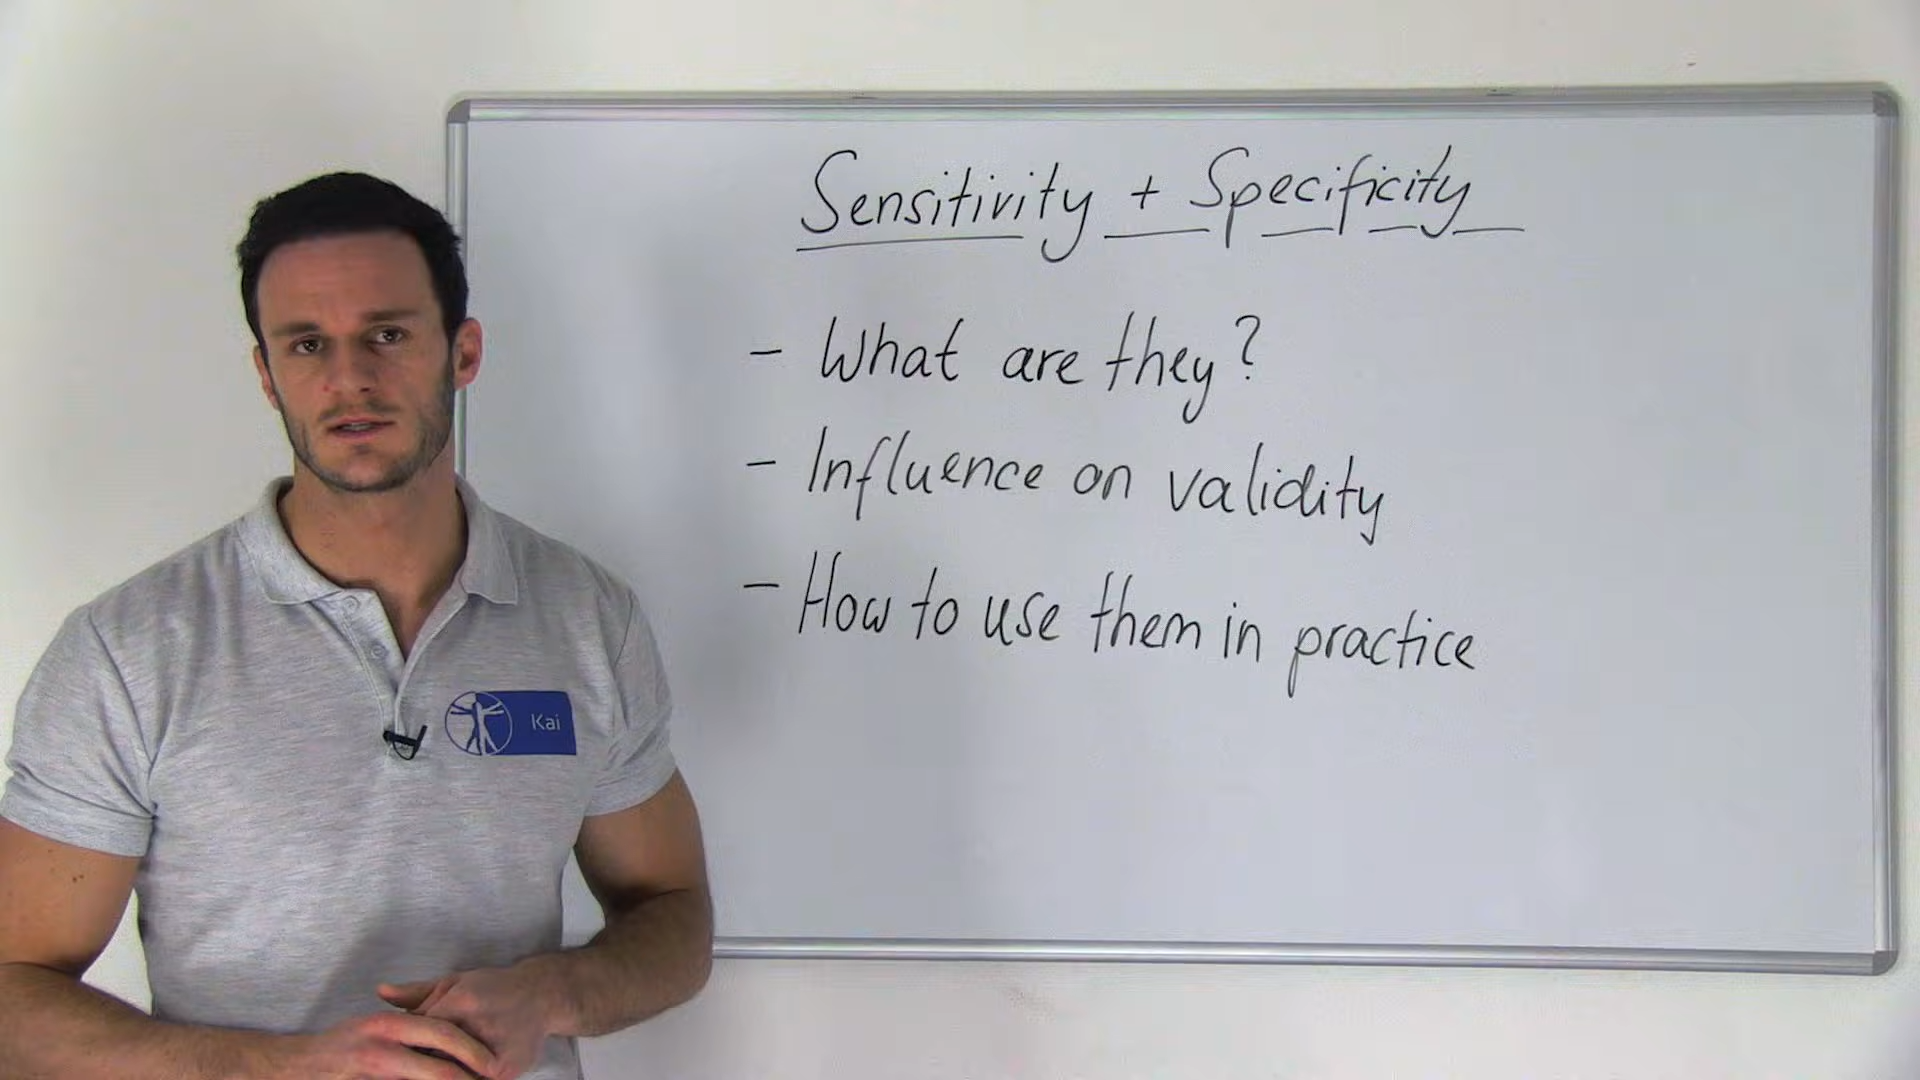 Sensitivity + Specificity
- What are they?
- Influence on validity
- How to use them in practice
Kai